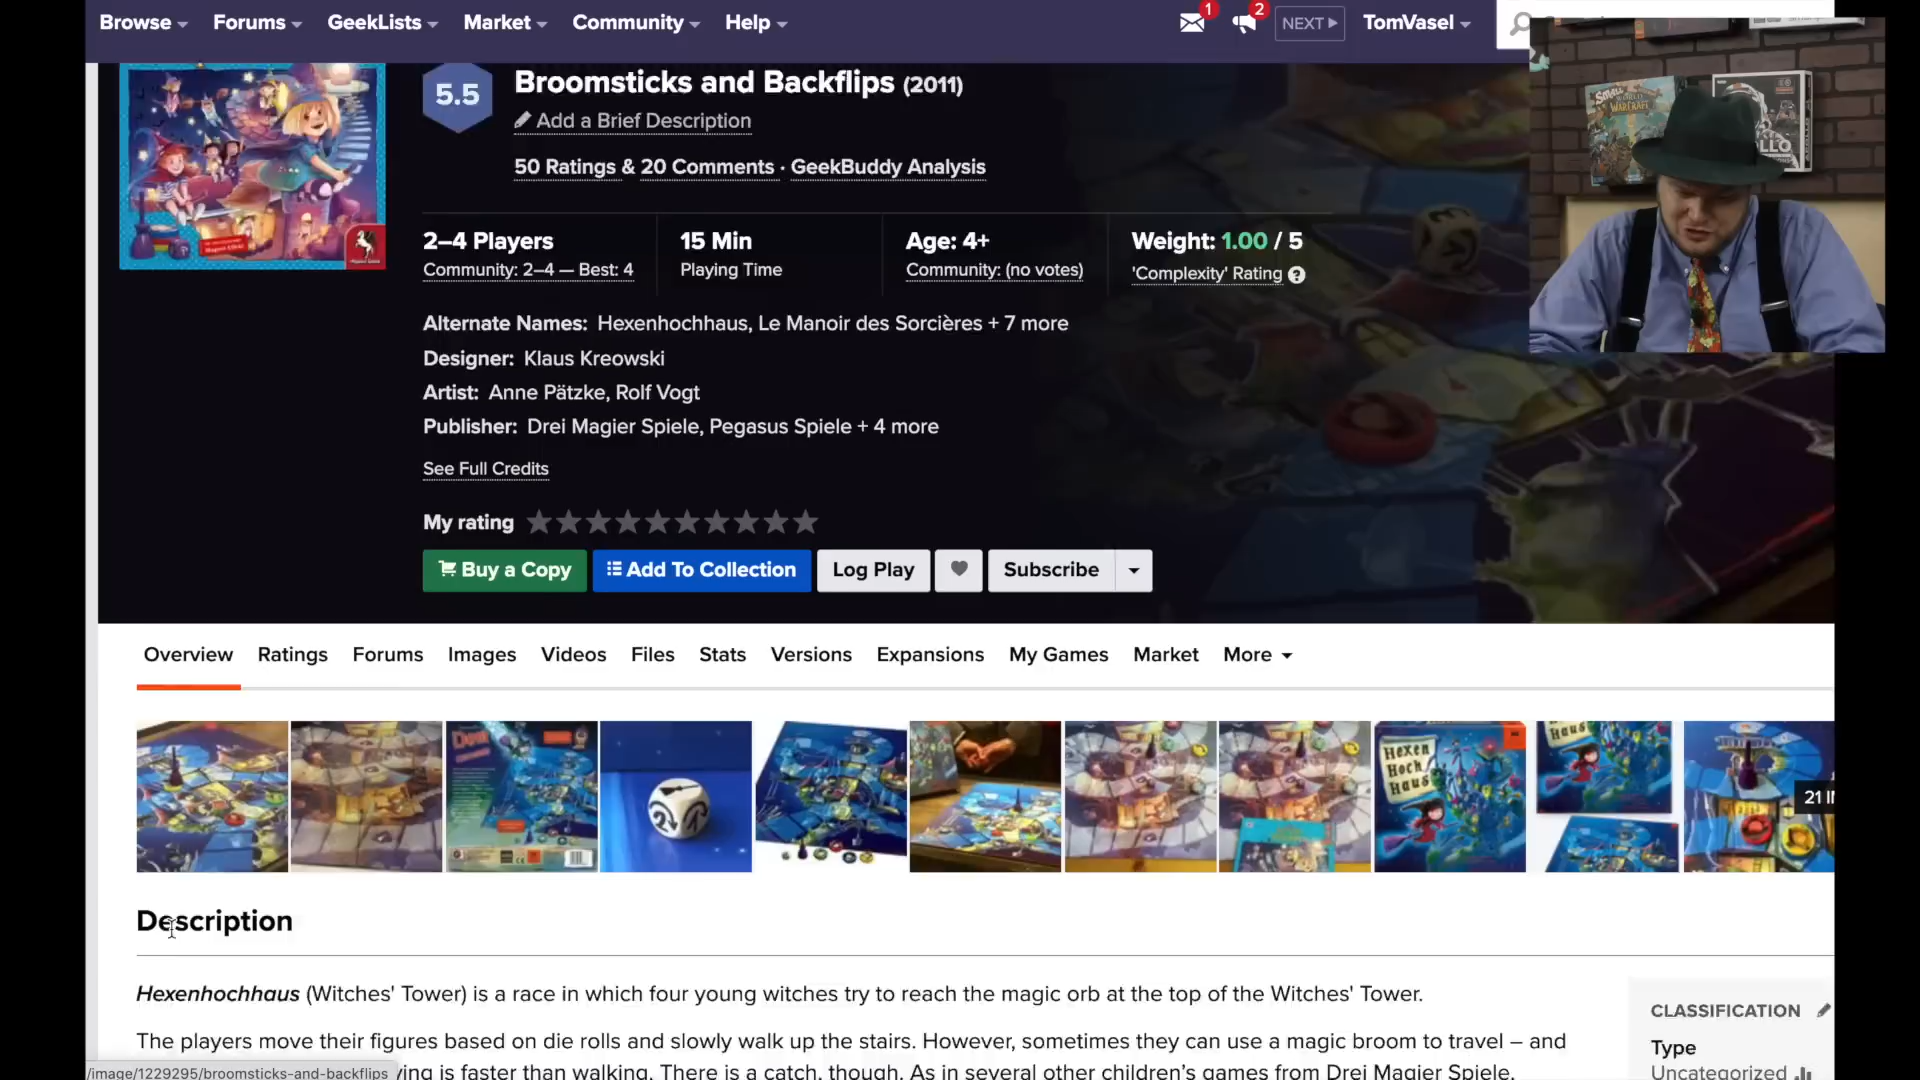 Browse Forums GeekLists Market Community Help 1 2 NEXT TomVasel
5.5
Broomsticks and Backflips (2011)
Add a Brief Description
50 Ratings & 20 Comments · GeekBuddy Analysis
2–4 Players 15 Min Age: 4+ Weight: 1.00 / 5
Community: 2–4 — Best: 4 Playing Time Community: (no votes) 'Complexity' Rating ?
Alternate Names: Hexenhochhaus, Le Manoir des Sorcières + 7 more
Designer: Klaus Kreowski
Artist: Anne Pätzke, Rolf Vogt
Publisher: Drei Magier Spiele, Pegasus Spiele + 4 more
See Full Credits
My rating
Buy a Copy Add To Collection Log Play Subscribe
Overview Ratings Forums Images Videos Files Stats Versions Expansions My Games Market More
Hexen
Hoch
Haus
Haus
21
Description
Hexenhochhaus (Witches' Tower) is a race in which four young witches try to reach the magic orb at the top of the Witches' Tower.
The players move their figures based on die rolls and slowly walk up the stairs. However, sometimes they can use a magic broom to travel – and
ying is faster than walking. There is a catch, though. As in several other children's games from Drei Magier Spiele,
CLASSIFICATION
Type
Uncategorized
/image/1229295/broomsticks-and-backflips
Small
WARCRAFT